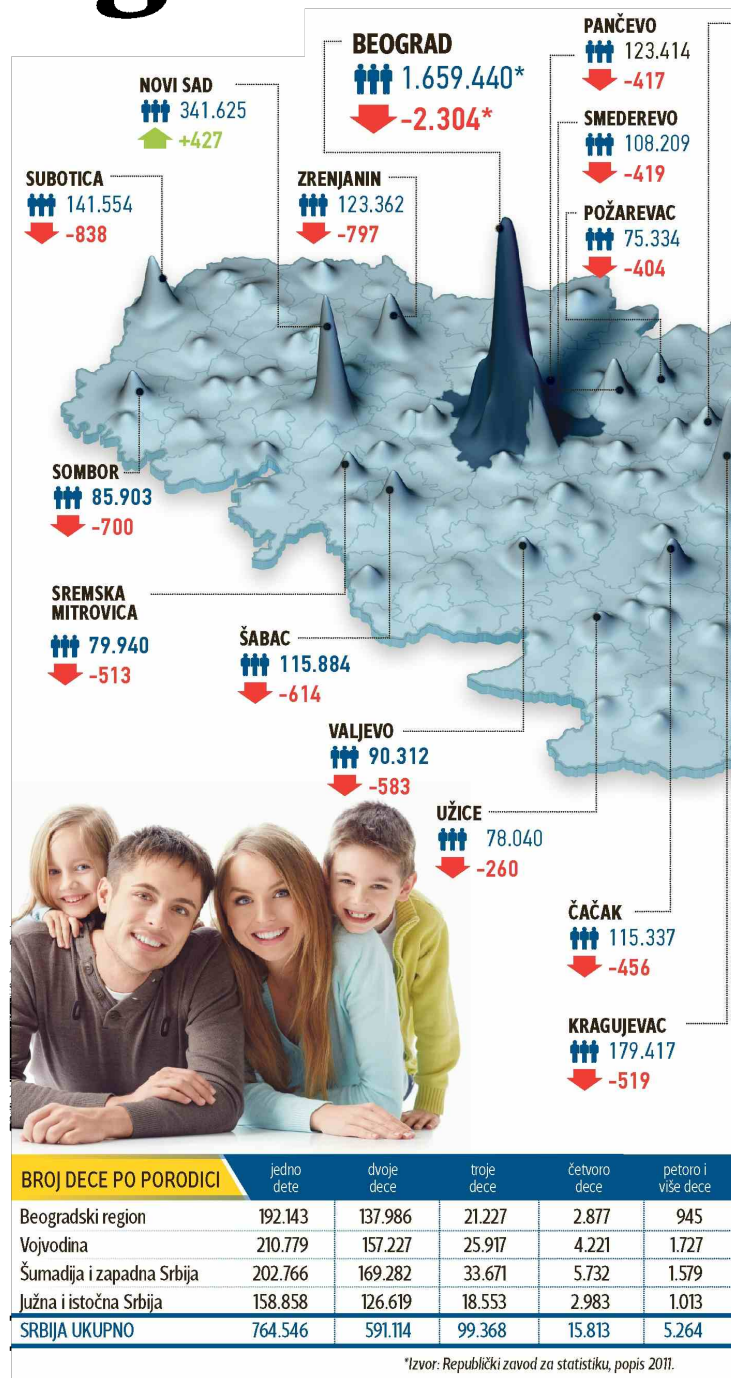 BEOGRAD
1.659.440*
-2.304*
PANČEVO
123.414
-417
NOVI SAD
341.625
+427
SMEDEREVO
108.209
-419
SUBOTICA
141.554
-838
ZRENJANIN
123.362
-797
POŽAREVAC
75.334
-404
SOMBOR
85.903
-700
SREMSKA
MITROVICA
79.940
-513
ŠABAC
115.884
-614
VALJEVO
90.312
-583
UŽICE
78.040
-260
ČAČAK
115.337
-456
KRAGUJEVAC
179.417
-519
BROJ DECE PO PORODICI jedno dete dvoje dece troje dece četvoro dece petoro i više dece
Beogradski region 192.143 137.986 21.227 2.877 945
Vojvodina 210.779 157.227 25.917 4.221 1.727
Šumadija i zapadna Srbija 202.766 169.282 33.671 5.732 1.579
Južna i istočna Srbija 158.858 126.619 18.553 2.983 1.013
SRBIJA UKUPNO 764.546 591.114 99.368 15.813 5.264
*Izvor: Republički zavod za statistiku, popis 2011.